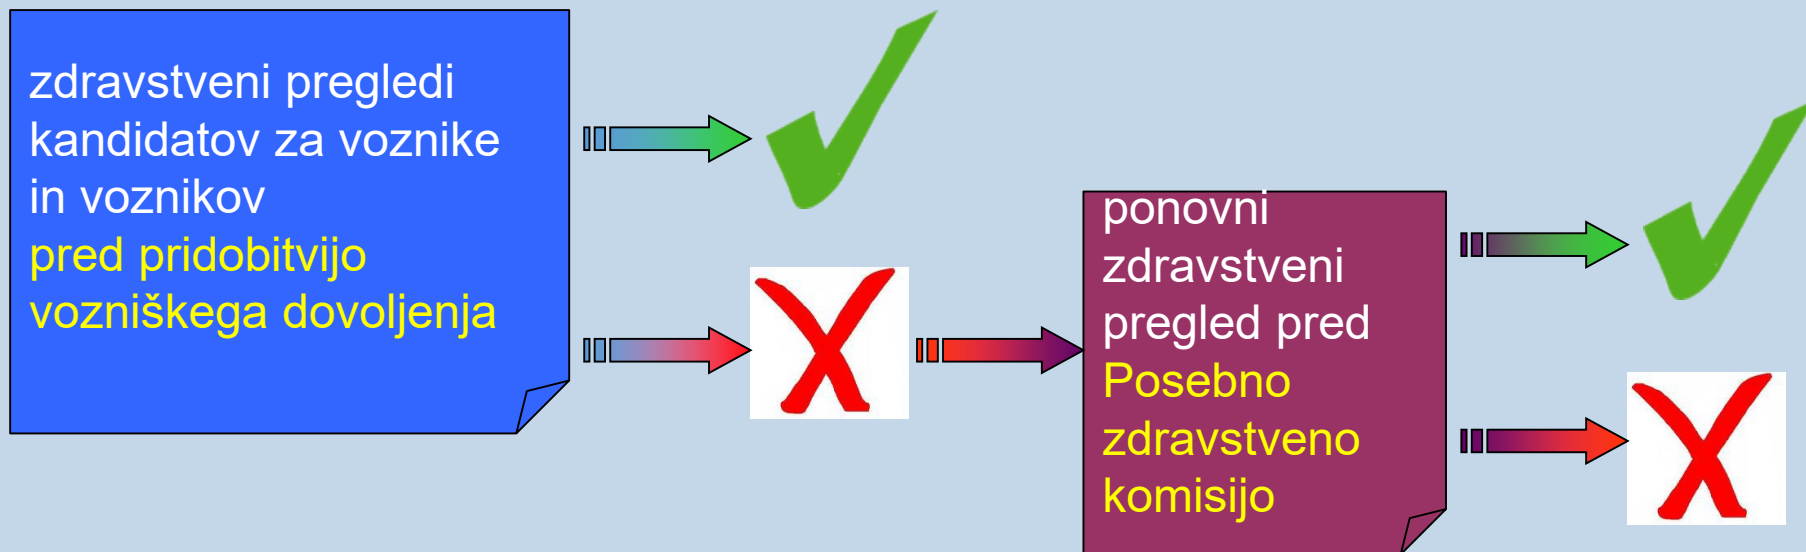 zdravstveni pregledi
kandidatov za voznike
in voznikov
pred pridobitvijo
vozniškega dovoljenja
ponovni
zdravstveni
pregled pred
Posebno
zdravstveno
komisijo